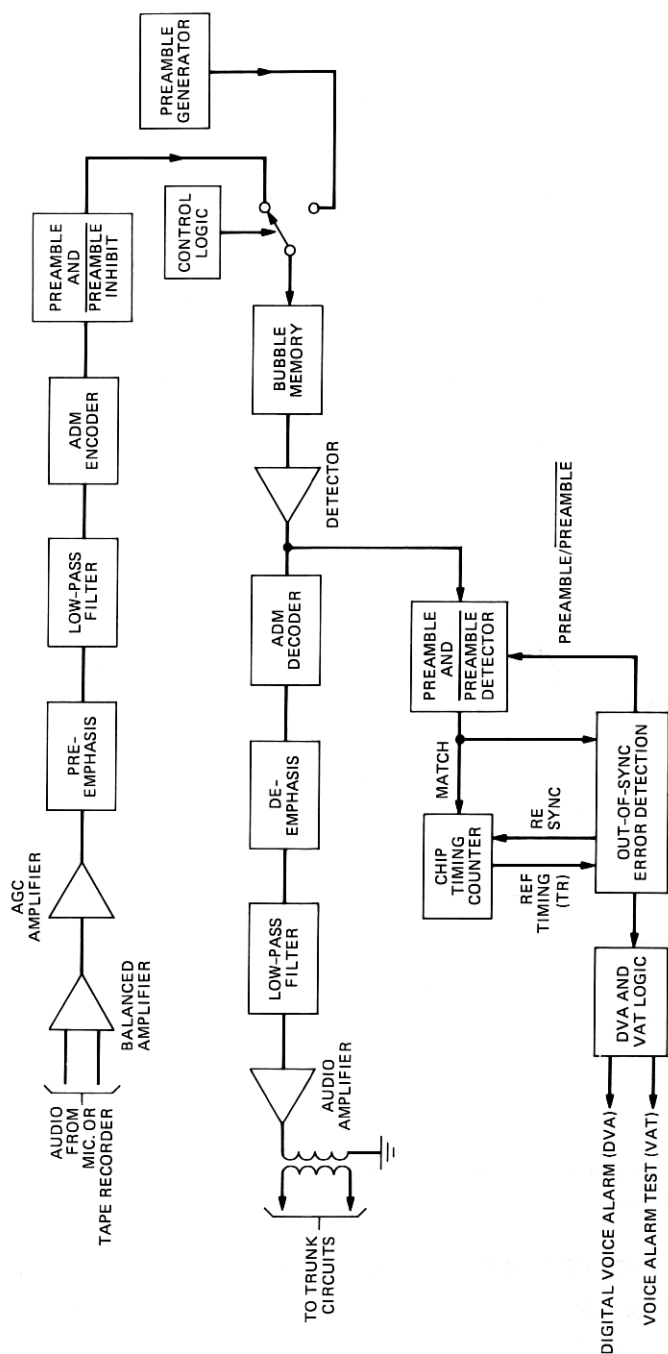 AUDIO
FROM
MIC. OR
TAPE RECORDER
BALANCED
AMPLIFIER
AGC
AMPLIFIER
PRE-
EMPHASIS
LOW-PASS
FILTER
ADM
ENCODER
PREAMBLE
AND
PREAMBLE
INHIBIT
PREAMBLE
GENERATOR
CONTROL
LOGIC
BUBBLE
MEMORY
DETECTOR
ADM
DECODER
DE-
EMPHASIS
LOW-PASS
FILTER
AUDIO
AMPLIFIER
TO TRUNK
CIRCUITS
PREAMBLE
AND
PREAMBLE
DETECTOR
PREAMBLE/PREAMBLE
MATCH
CHIP
TIMING
COUNTER
RE
SYNC
REF
TIMING
(TR)
OUT-OF-SYNC
ERROR DETECTION
DVA AND
VAT LOGIC
DIGITAL VOICE ALARM (DVA)
VOICE ALARM TEST (VAT)